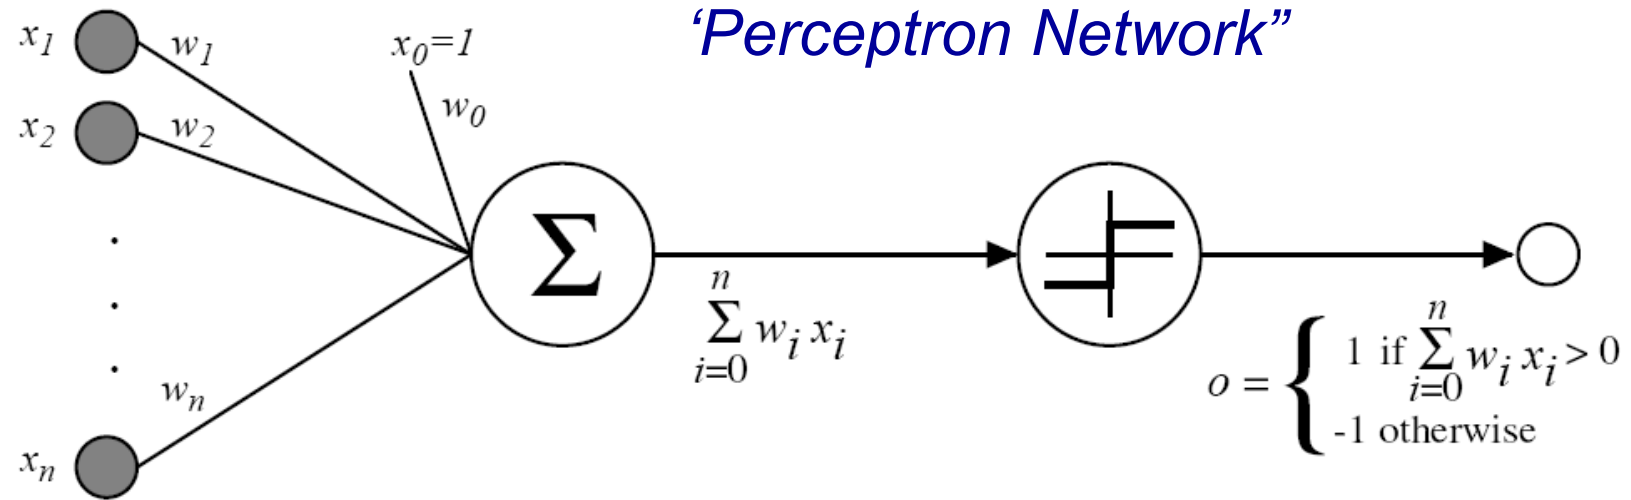 ‘Perceptron Network”
x1 w1 x0=1
w0
x2 w2
.
.
.
wn
xn
Σ
n
Σ wi xi
i=0
n
o = { 1 if Σ wi xi > 0
i=0
-1 otherwise